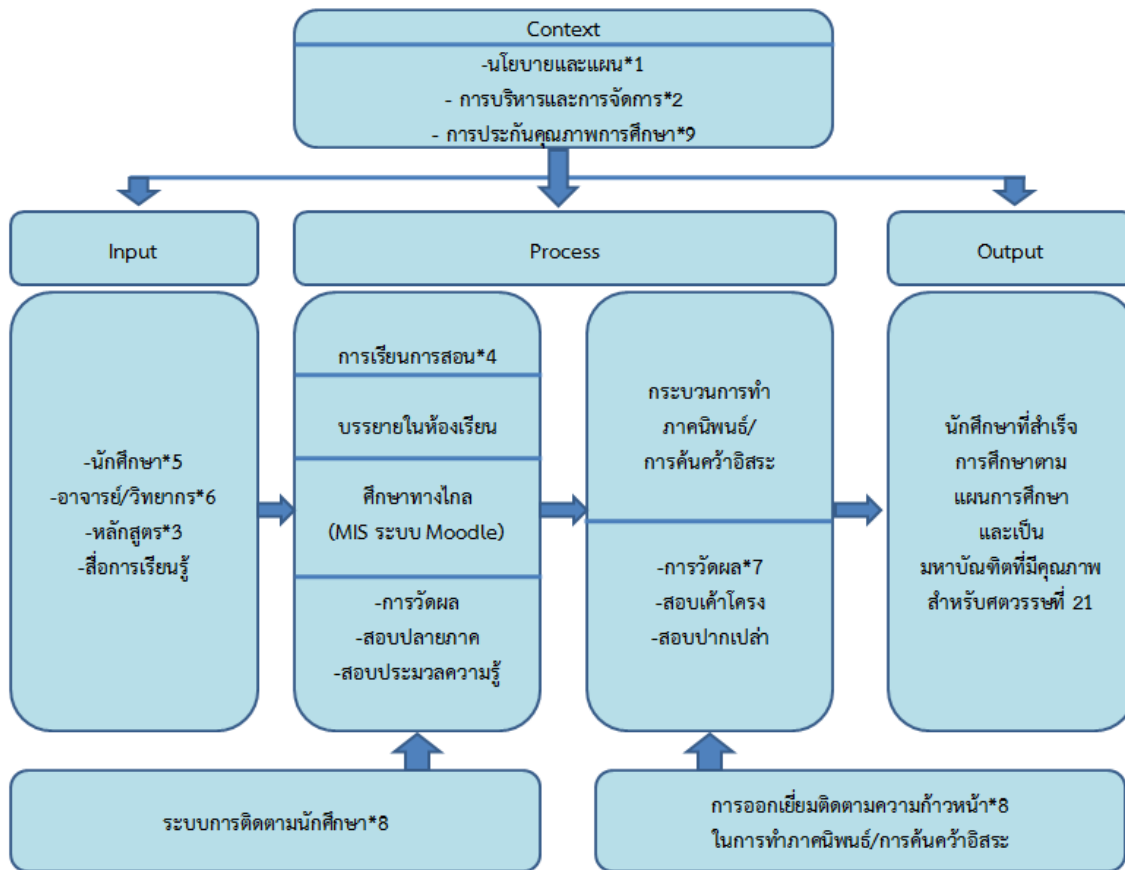 Context
-นโยบายและแผน*1
- การบริหารและการจัดการ*2
- การประกันคุณภาพการศึกษา*9
Input
Process
Output
-นักศึกษา*5
-อาจารย์/วิทยากร*6
-หลักสูตร*3
-สื่อการเรียนรู้
การเรียนการสอน*4
บรรยายในห้องเรียน
ศึกษาทางไกล
(MIS ระบบ Moodle)
-การวัดผล
-สอบปลายภาค
-สอบประมวลความรู้
กระบวนการทำ
ภาคนิพนธ์/
การค้นคว้าอิสระ
-การวัดผล*7
-สอบเค้าโครง
-สอบปากเปล่า
นักศึกษาที่สำเร็จ
การศึกษาตาม
แผนการศึกษา
และเป็น
มหาบัณฑิตที่มีคุณภาพ
สำหรับศตวรรษที่ 21
ระบบการติดตามนักศึกษา*8
การออกเยี่ยมติดตามความก้าวหน้า*8
ในการทำภาคนิพนธ์/การค้นคว้าอิสระ